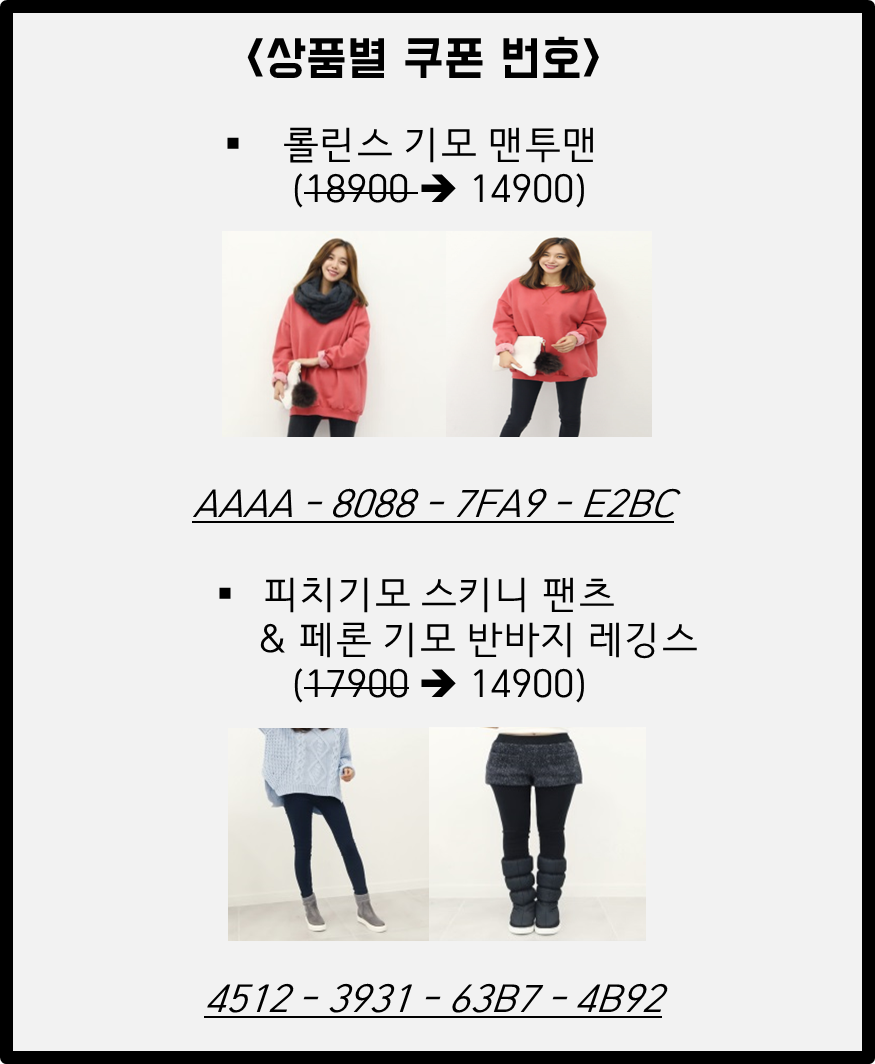 <상품별 쿠폰 번호>
▪ 롤린스 기모 맨투맨
(18900 ➔ 14900)
AAAA – 8088 – 7FA9 – E2BC
▪ 피치기모 스키니 팬츠
& 페론 기모 반바지 레깅스
(17900 ➔ 14900)
4512 – 3931 – 63B7 – 4B92